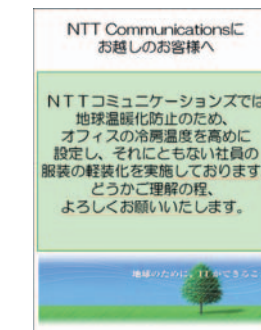 NTT Communicationsに
お越しのお客様へ
NTTコミュニケーションズでは
地球温暖化防止のため、
オフィスの冷房温度を高めに
設定し、それにともない社員の
服装の軽装化を実施しております
どうかご理解の程、
よろしくお願いいたします。
地球のために、ITができるこ